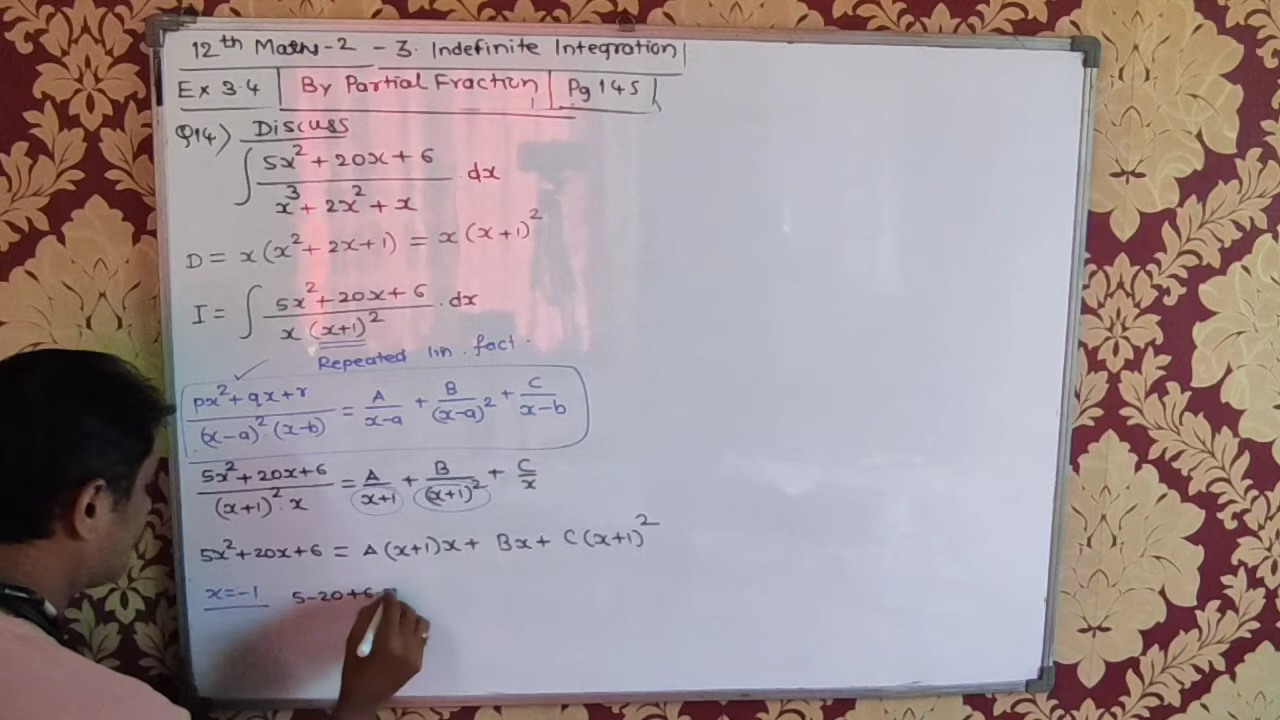 12th Maths-2 - 3. Indefinite Integration
Ex 3.4 | By Partial Fraction | Pg 145
Q14) Discuss
∫ (5x² + 20x + 6)/(x³ + 2x² + x) . dx
D = x(x² + 2x + 1) = x(x+1)²
I = ∫ (5x² + 20x + 6)/(x (x+1)²) . dx
Repeated lin. fact.
(px² + qx + r)/((x-a)².(x-b)) = A/(x-a) + B/(x-a)² + C/(x-b)
(5x² + 20x + 6)/((x+1)².x) = A/(x+1) + B/(x+1)² + C/x
5x² + 20x + 6 = A(x+1)x + Bx + C(x+1)²
x=-1 5-20+6 =